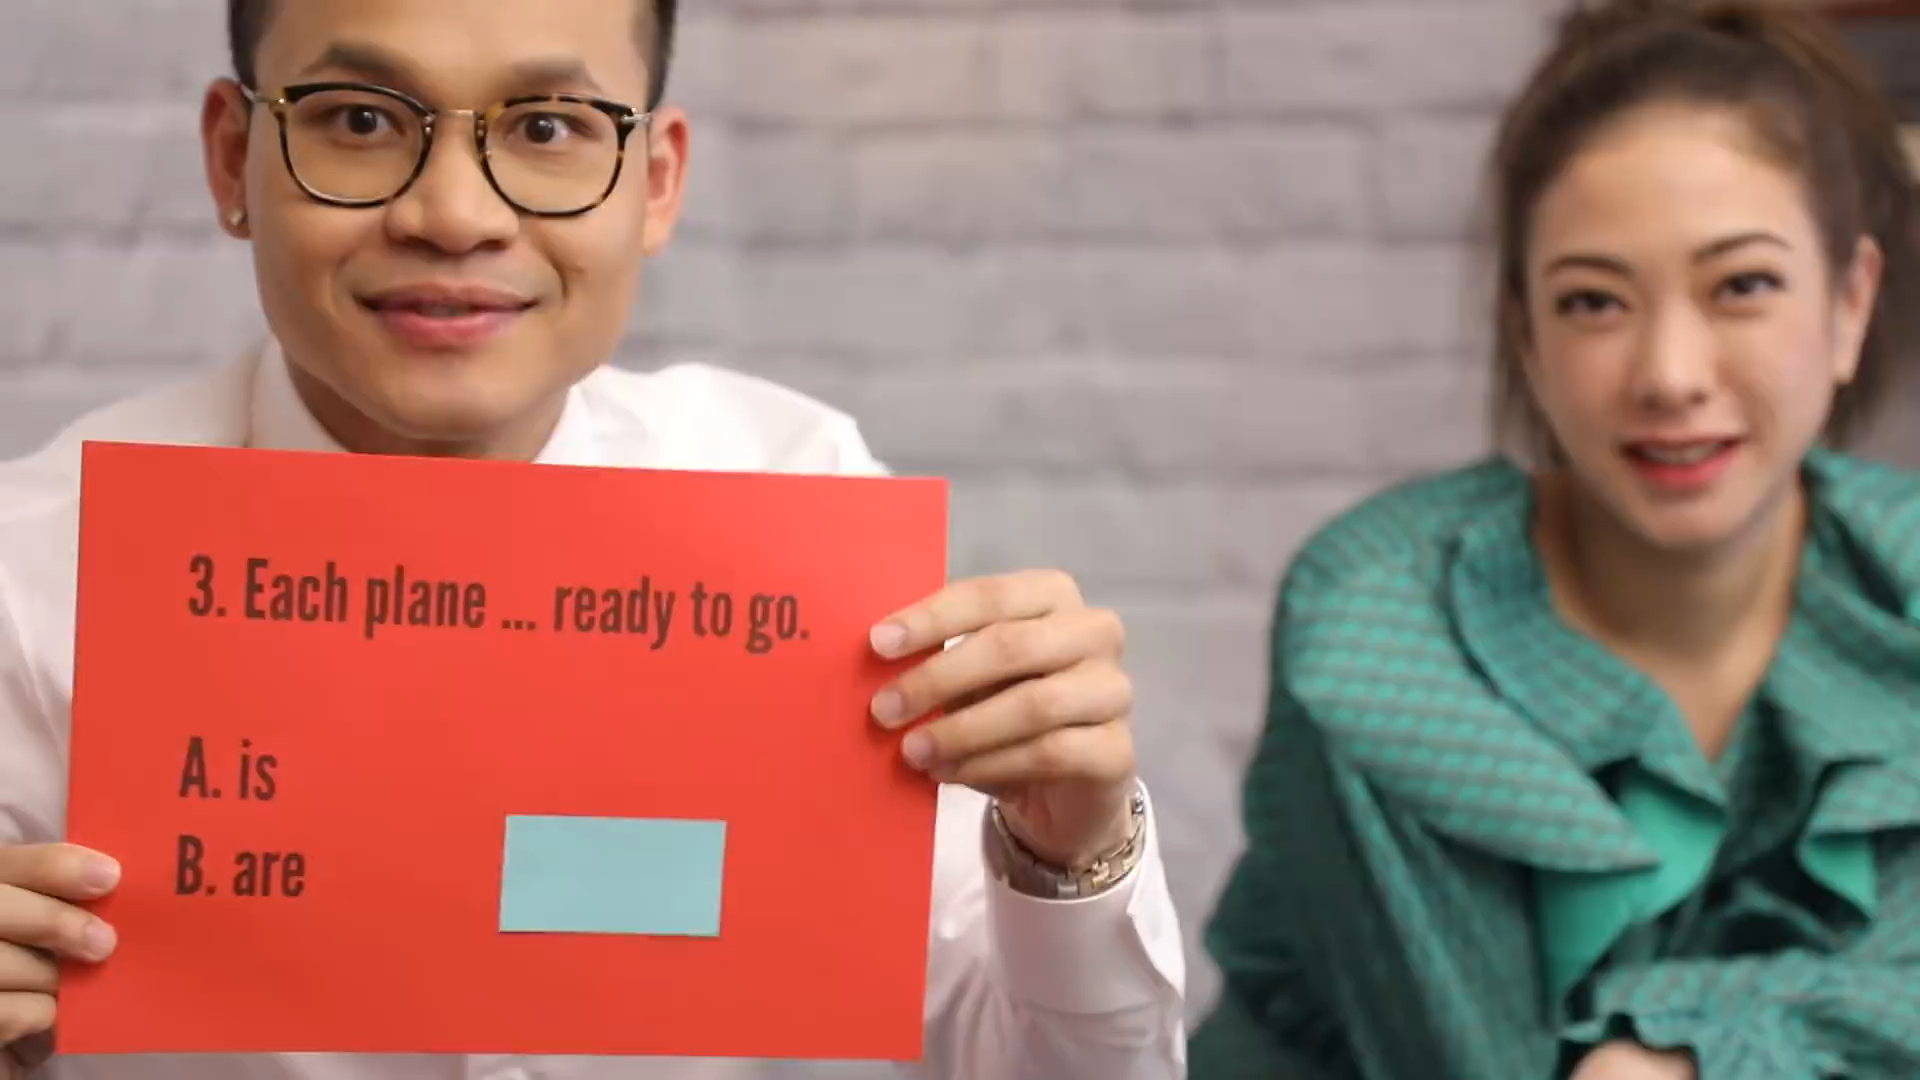 3. Each plane ... ready to go.
A. is
B. are